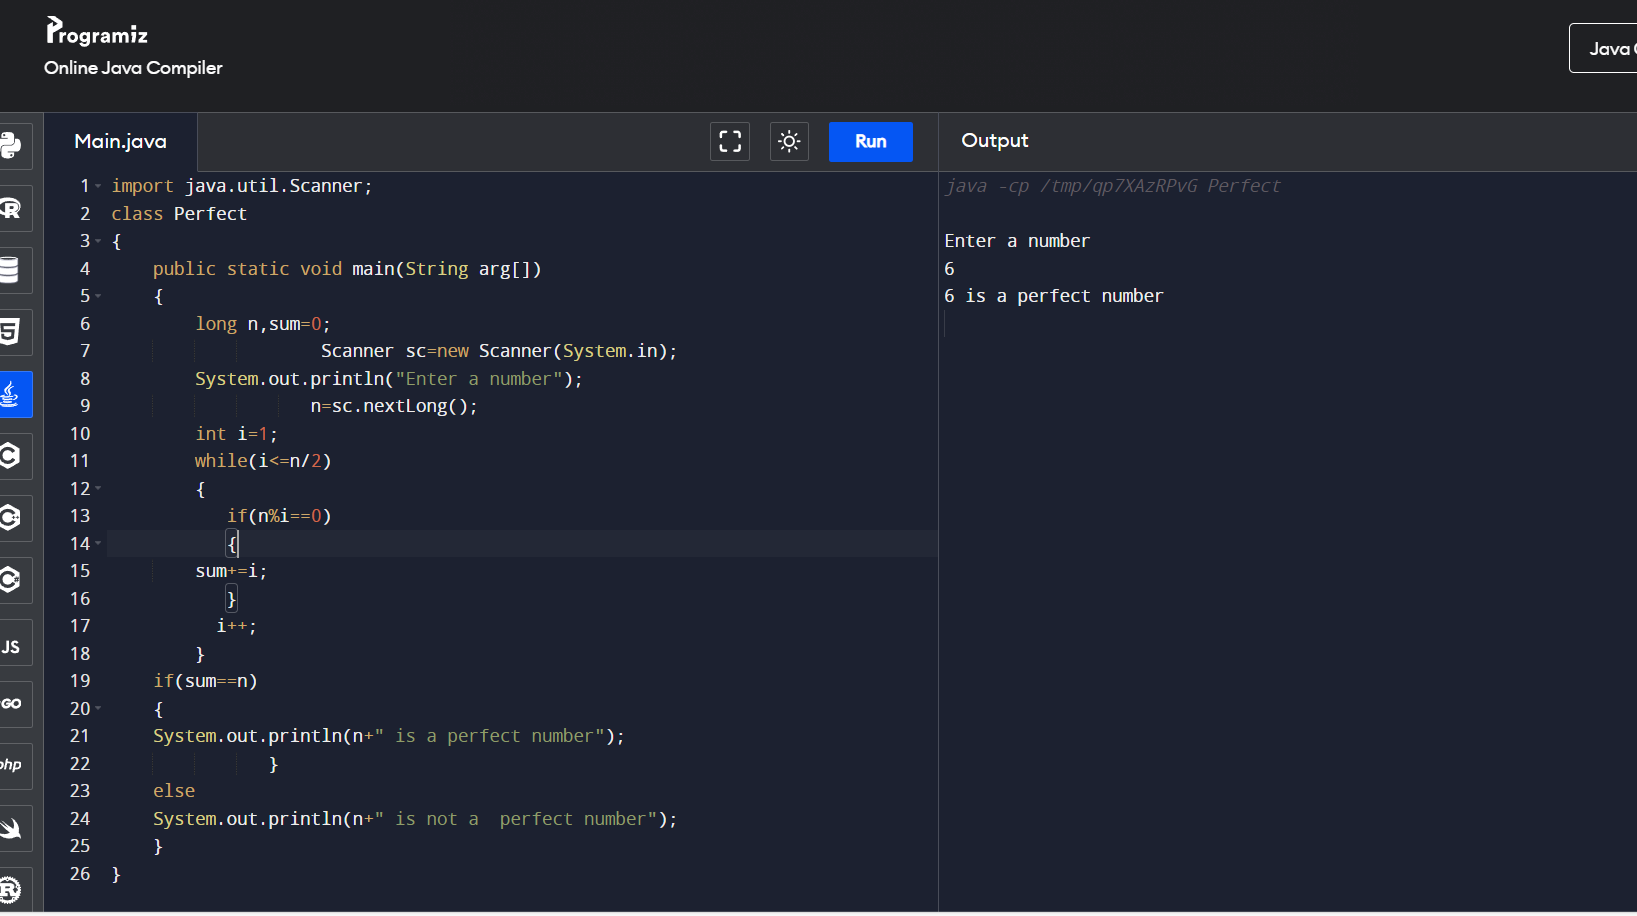 Programiz
Online Java Compiler
Java
Main.java
Run
Output
1 import java.util.Scanner;
2 class Perfect
3 {
4     public static void main(String arg[])
5     {
6         long n,sum=0;
7                     Scanner sc=new Scanner(System.in);
8         System.out.println("Enter a number");
9                    n=sc.nextLong();
10         int i=1;
11         while(i<=n/2)
12         {
13            if(n%i==0)
14            {
15         sum+=i;
16            }
17           i++;
18         }
19     if(sum==n)
20     {
21     System.out.println(n+" is a perfect number");
22                }
23     else
24     System.out.println(n+" is not a  perfect number");
25     }
26 }
java -cp /tmp/qp7XAzRPvG Perfect
Enter a number
6
6 is a perfect number
R
5
C
C++
C#
JS
GO
php
R